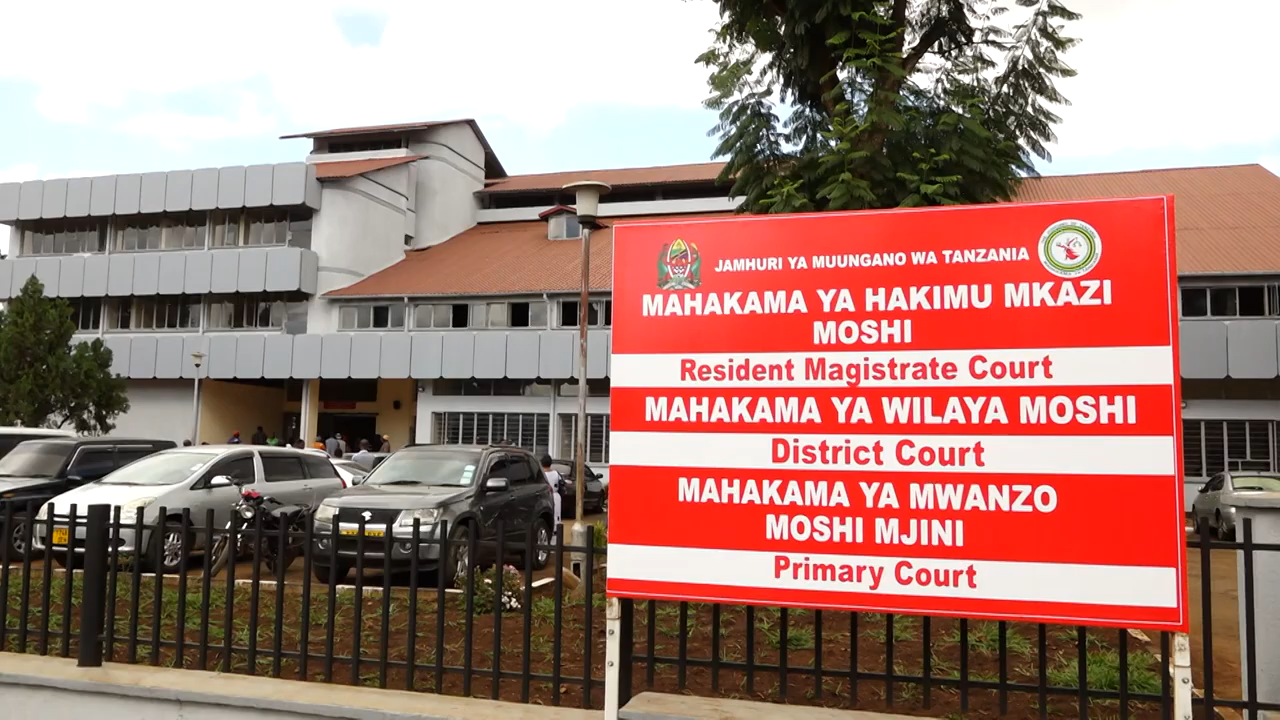 JAMHURI YA MUUNGANO WA TANZANIA
MAHAKAMA YA HAKIMU MKAZI
MOSHI
Resident Magistrate Court
MAHAKAMA YA WILAYA MOSHI
District Court
MAHAKAMA YA MWANZO
MOSHI MJINI
Primary Court